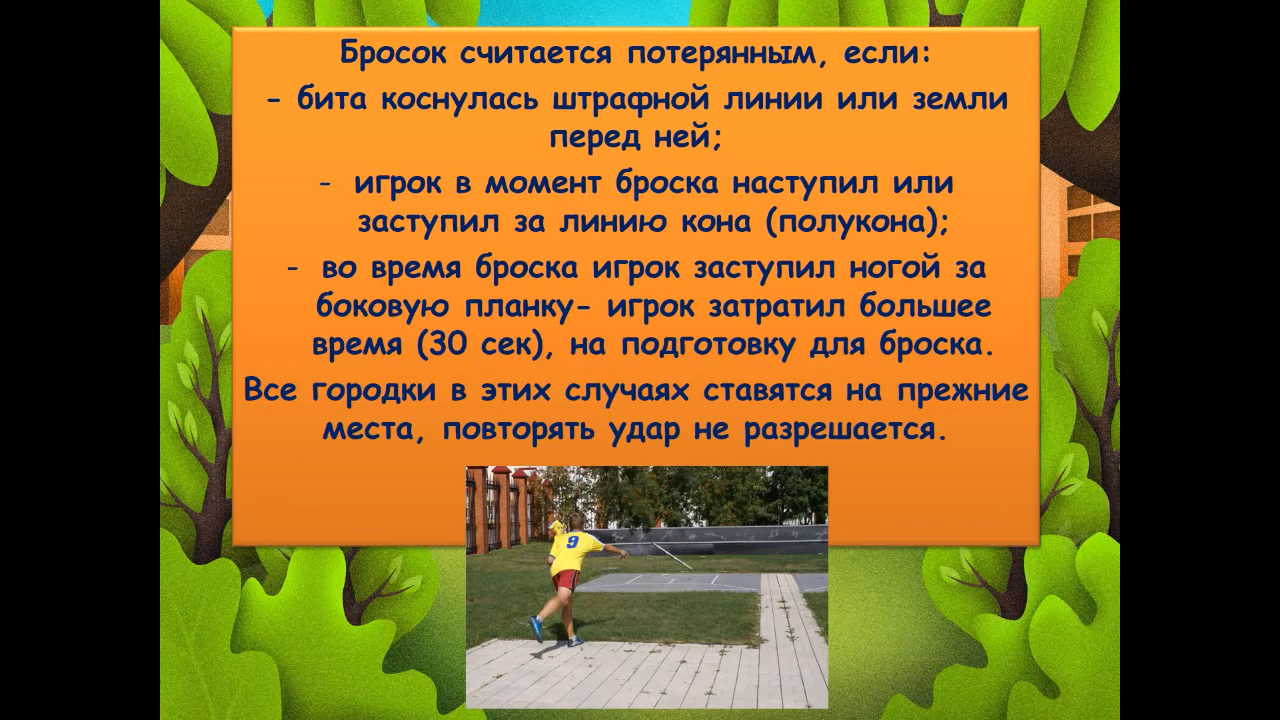 Бросок считается потерянным, если:
- бита коснулась штрафной линии или земли
перед ней;
- игрок в момент броска наступил или
заступил за линию кона (полукона);
- во время броска игрок заступил ногой за
боковую планку- игрок затратил большее
время (30 сек), на подготовку для броска.
Все городки в этих случаях ставятся на прежние
места, повторять удар не разрешается.
9